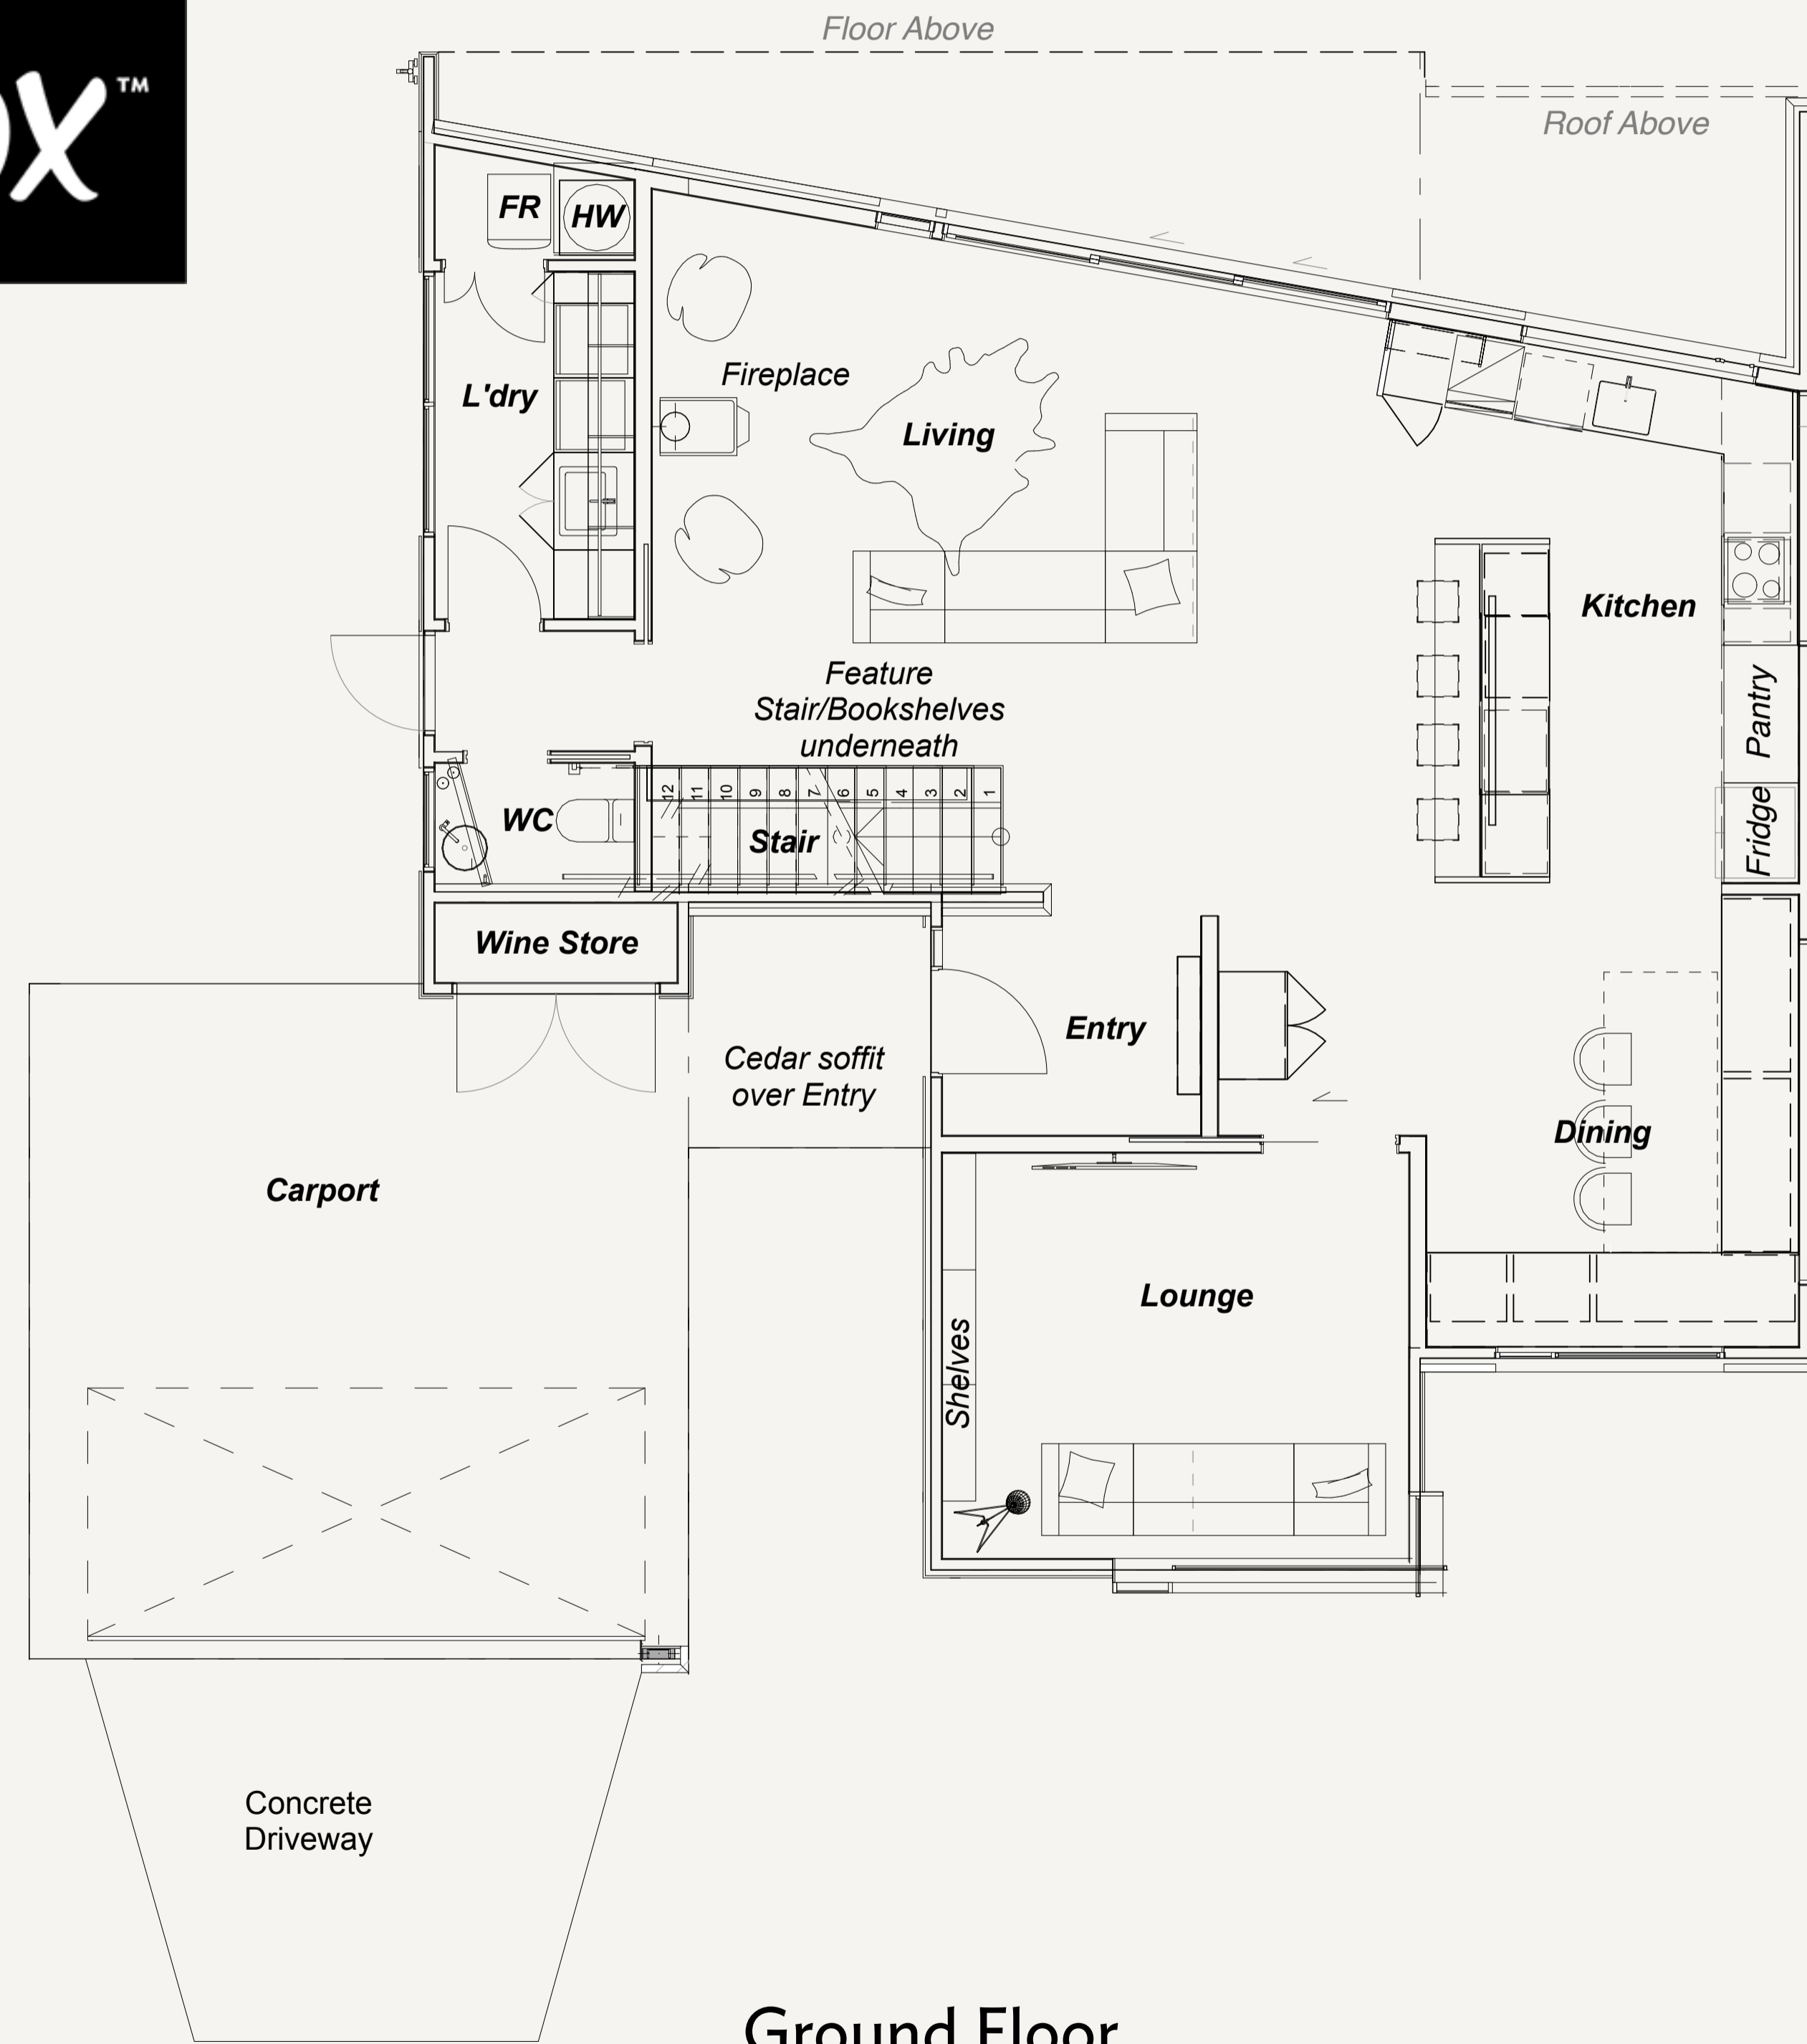 Floor Above
X™
Roof Above
FR
HW
L'dry
Fireplace
Living
Kitchen
Feature
Stair/Bookshelves
underneath
Pantry
12
11
10
9
8
7
6
5
4
3
2
1
WC
Stair
Fridge
Wine Store
Entry
Cedar soffit
over Entry
Dining
Carport
Lounge
Shelves
Concrete
Driveway
Ground Floor